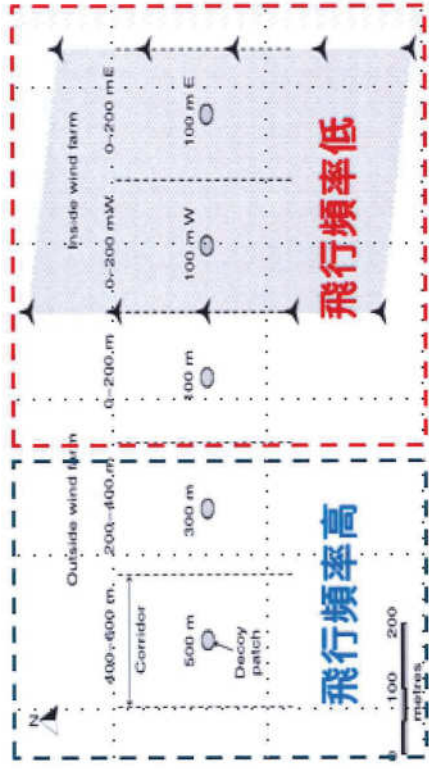 N
Outside wind farm Inside wind farm
400–600 m 200–400 m 0–200 m 0–200 mW 0–200 mE
Corridor
500 m 300 m 100 m 100 m W 100 m E
Decoy
patch
飛行頻率高 飛行頻率低
0 100 200
metres